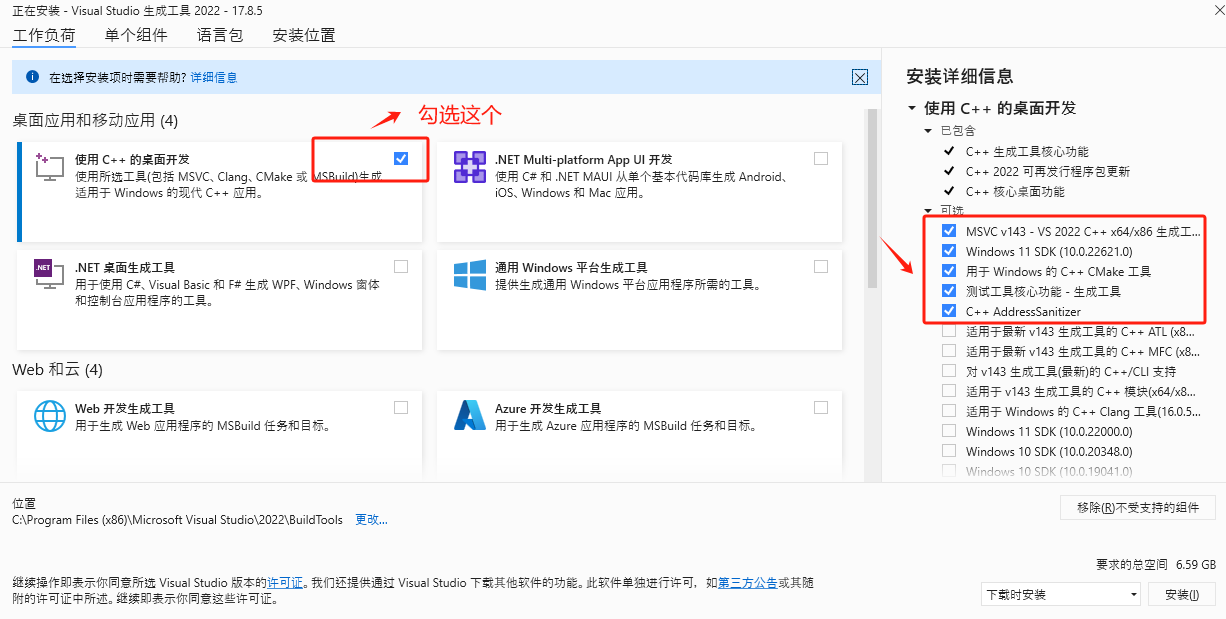 正在安装 - Visual Studio 生成工具 2022 - 17.8.5
工作负荷 单个组件 语言包 安装位置
在选择安装项时需要帮助? 详细信息
桌面应用和移动应用 (4)
勾选这个
使用 C++ 的桌面开发
使用所选工具(包括 MSVC、Clang、CMake 或 MSBuild)生成
适用于 Windows 的现代 C++ 应用。
.NET Multi-platform App UI 开发
使用 C# 和 .NET MAUI 从单个基本代码库生成 Android、
iOS、Windows 和 Mac 应用。
.NET
.NET 桌面生成工具
用于使用 C#、Visual Basic 和 F# 生成 WPF、Windows 窗体
和控制台应用程序的工具。
通用 Windows 平台生成工具
提供生成通用 Windows 平台应用程序所需的工具。
Web 和云 (4)
Web 开发生成工具
用于生成 Web 应用程序的 MSBuild 任务和目标。
Azure 开发生成工具
用于生成 Azure 应用程序的 MSBuild 任务和目标。
安装详细信息
使用 C++ 的桌面开发
已包含
C++ 生成工具核心功能
C++ 2022 可再发行程序包更新
C++ 核心桌面功能
可选
MSVC v143 - VS 2022 C++ x64/x86 生成工...
Windows 11 SDK (10.0.22621.0)
用于 Windows 的 C++ CMake 工具
测试工具核心功能 - 生成工具
C++ AddressSanitizer
适用于最新 v143 生成工具的 C++ ATL (x8...
适用于最新 v143 生成工具的 C++ MFC (x8...
对 v143 生成工具(最新)的 C++/CLI 支持
适用于 v143 生成工具的 C++ 模块(x64/x8...
适用于 Windows 的 C++ Clang 工具(16.0.5...
Windows 11 SDK (10.0.22000.0)
Windows 10 SDK (10.0.20348.0)
Windows 10 SDK (10.0.19041.0)
位置
C:\Program Files (x86)\Microsoft Visual Studio\2022\BuildTools 更改...
移除(R)不受支持的组件
要求的总空间 6.59 GB
继续操作即表示你同意所选 Visual Studio 版本的许可证。我们还提供通过 Visual Studio 下载其他软件的功能。此软件单独进行许可，如第三方公告或其随
附的许可证中所述。继续即表示你同意这些许可证。
下载时安装 安装(I)